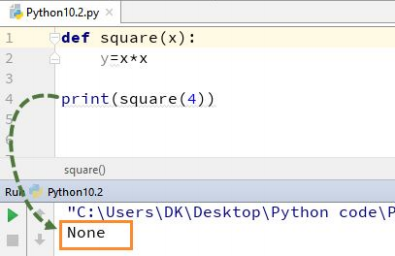 Python10.2.py ×
1 def square(x):
2 y=x*x
3
4 print(square(4))
5
6
square()
Run Python10.2
"C:\Users\DK\Desktop\Python code\P
None